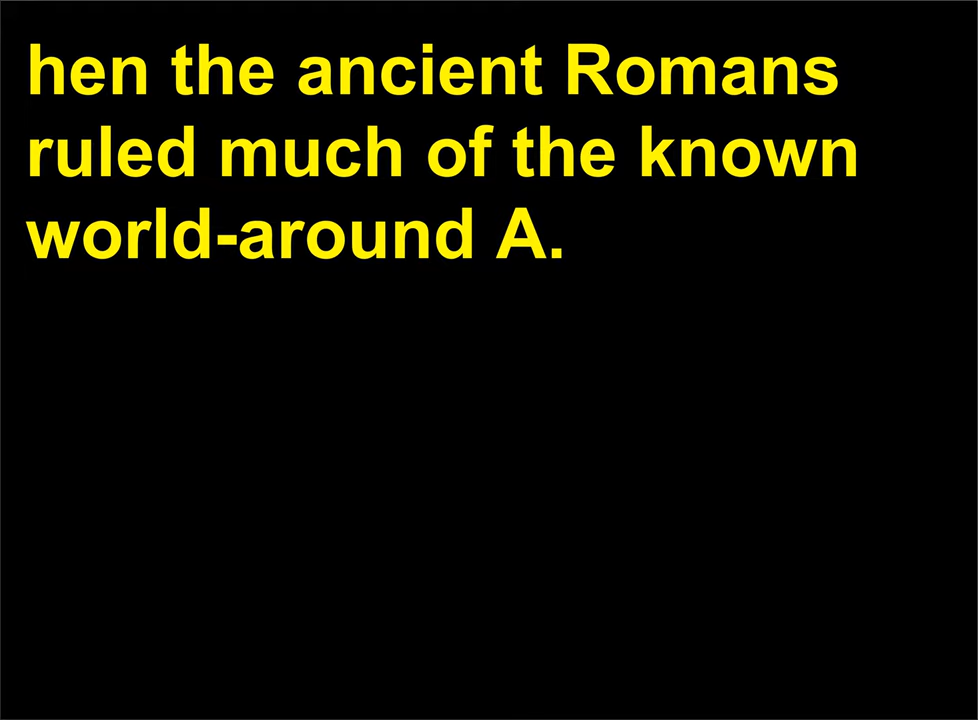 hen the ancient Romans
ruled much of the known
world-around A.